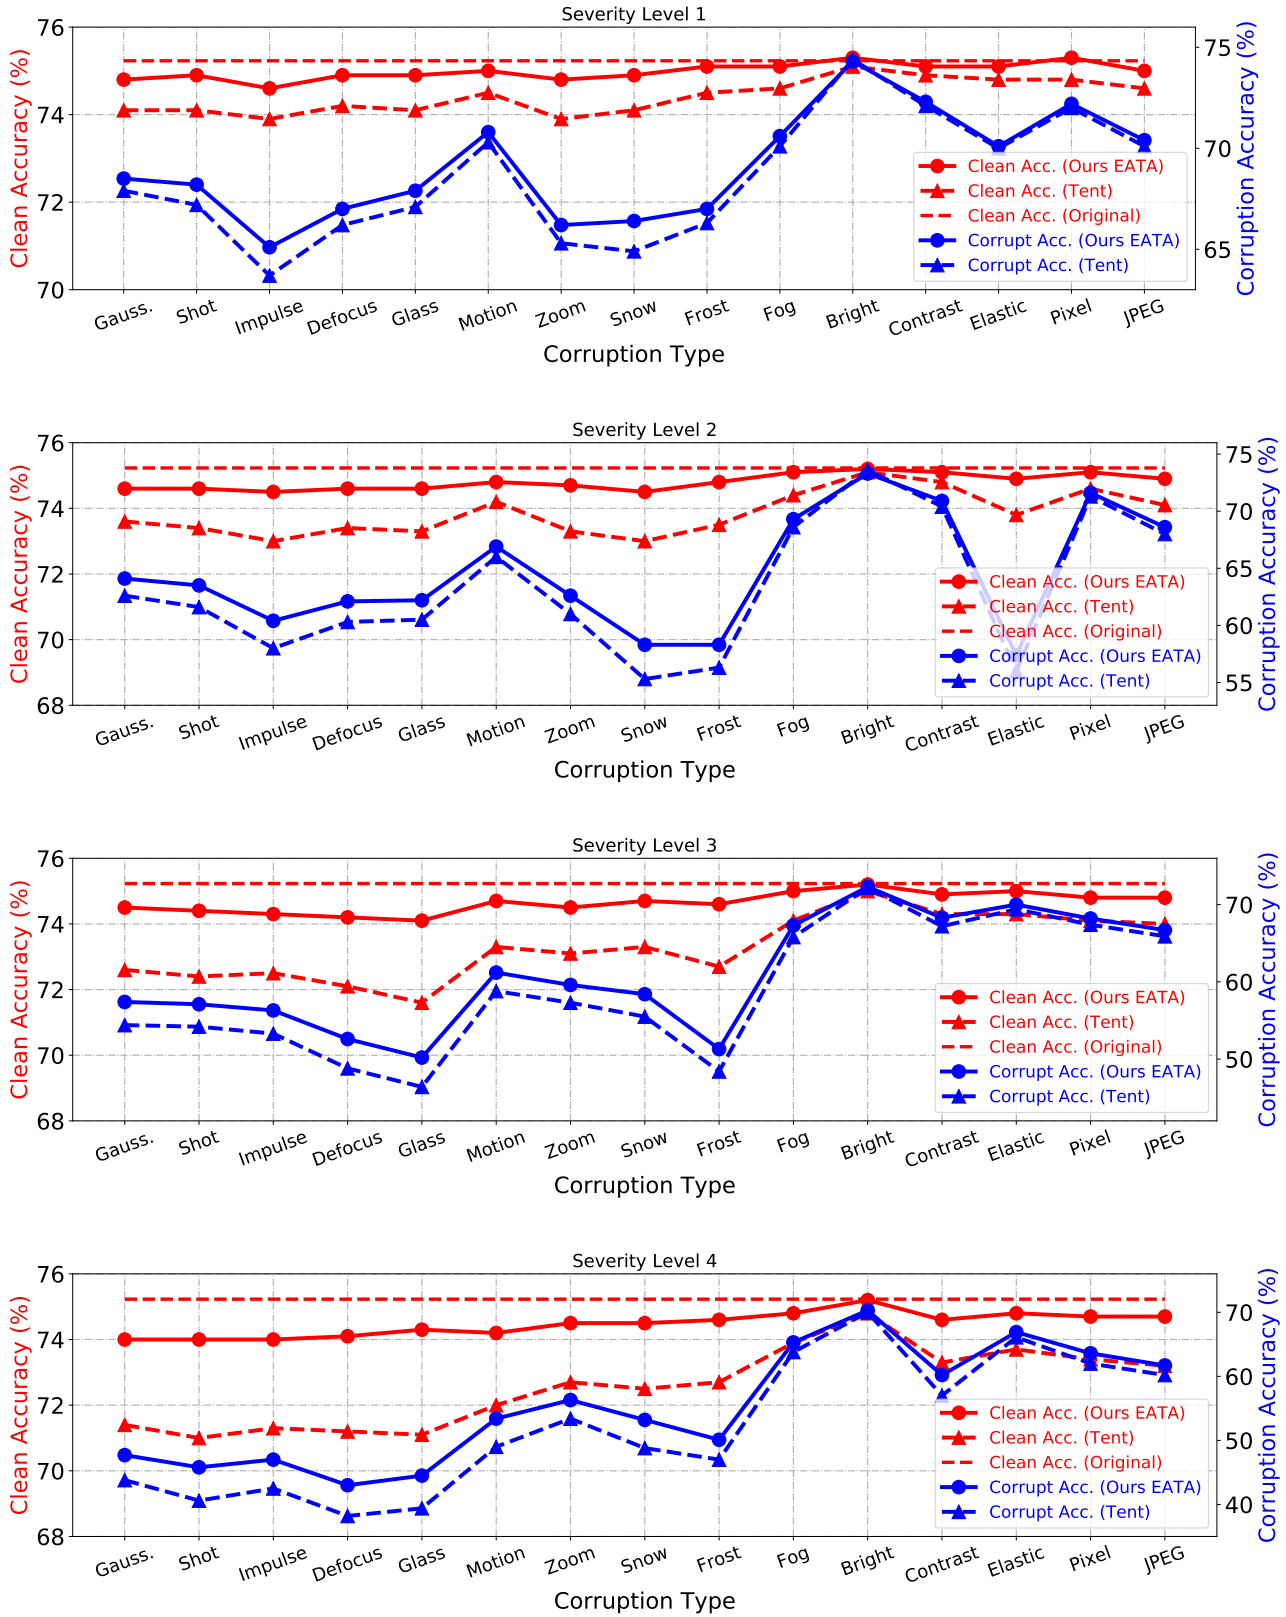 Severity Level 1
Clean Accuracy (%)
76
74
72
70
75
70
65
Corruption Accuracy (%)
Clean Acc. (Ours EATA)
Clean Acc. (Tent)
Clean Acc. (Original)
Corrupt Acc. (Ours EATA)
Corrupt Acc. (Tent)
Gauss. Shot Impulse Defocus Glass Motion Zoom Snow Frost Fog Bright Contrast Elastic Pixel JPEG
Corruption Type
Severity Level 2
Clean Accuracy (%)
76
74
72
70
68
75
70
65
60
55
Corruption Accuracy (%)
Clean Acc. (Ours EATA)
Clean Acc. (Tent)
Clean Acc. (Original)
Corrupt Acc. (Ours EATA)
Corrupt Acc. (Tent)
Gauss. Shot Impulse Defocus Glass Motion Zoom Snow Frost Fog Bright Contrast Elastic Pixel JPEG
Corruption Type
Severity Level 3
Clean Accuracy (%)
76
74
72
70
68
70
60
50
Corruption Accuracy (%)
Clean Acc. (Ours EATA)
Clean Acc. (Tent)
Clean Acc. (Original)
Corrupt Acc. (Ours EATA)
Corrupt Acc. (Tent)
Gauss. Shot Impulse Defocus Glass Motion Zoom Snow Frost Fog Bright Contrast Elastic Pixel JPEG
Corruption Type
Severity Level 4
Clean Accuracy (%)
76
74
72
70
68
70
60
50
40
Corruption Accuracy (%)
Clean Acc. (Ours EATA)
Clean Acc. (Tent)
Clean Acc. (Original)
Corrupt Acc. (Ours EATA)
Corrupt Acc. (Tent)
Gauss. Shot Impulse Defocus Glass Motion Zoom Snow Frost Fog Bright Contrast Elastic Pixel JPEG
Corruption Type